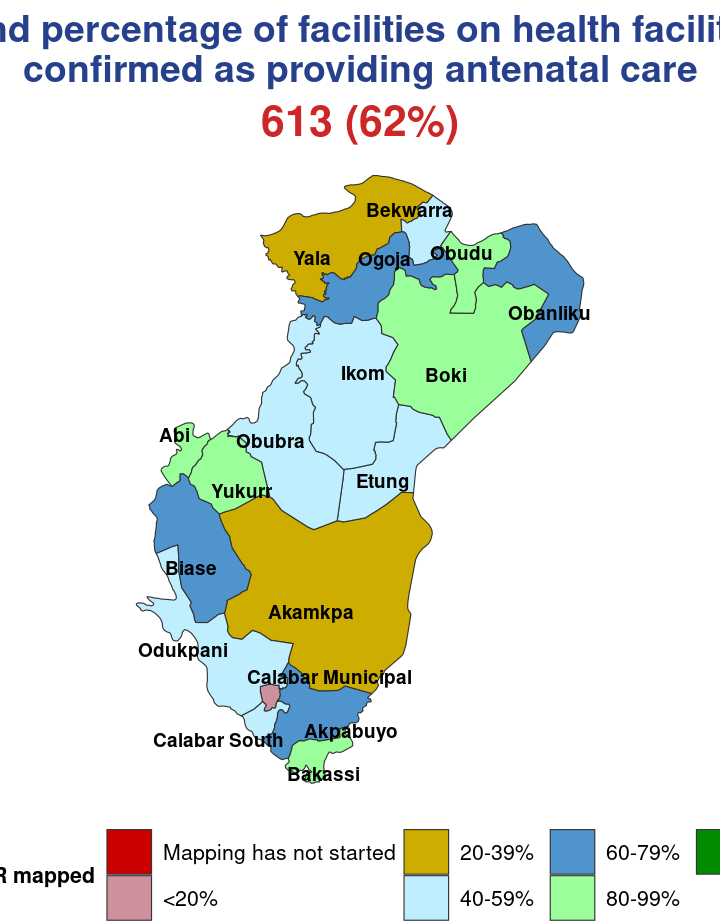 percentage of facilities on health
confirmed as providing antenatal care
613 (62%)
Bekwarra
Yala
Ogoja
Obudu
Obanliku
Ikom
Boki
Abi
Obubra
Etung
Yukurr
Biase
Akamkpa
Odukpani
Calabar Municipal
Akpabuyo
Calabar South
Bakassi
Mapping has not started
20-39%
60-79%
mapped
<20%
40-59%
80-99%